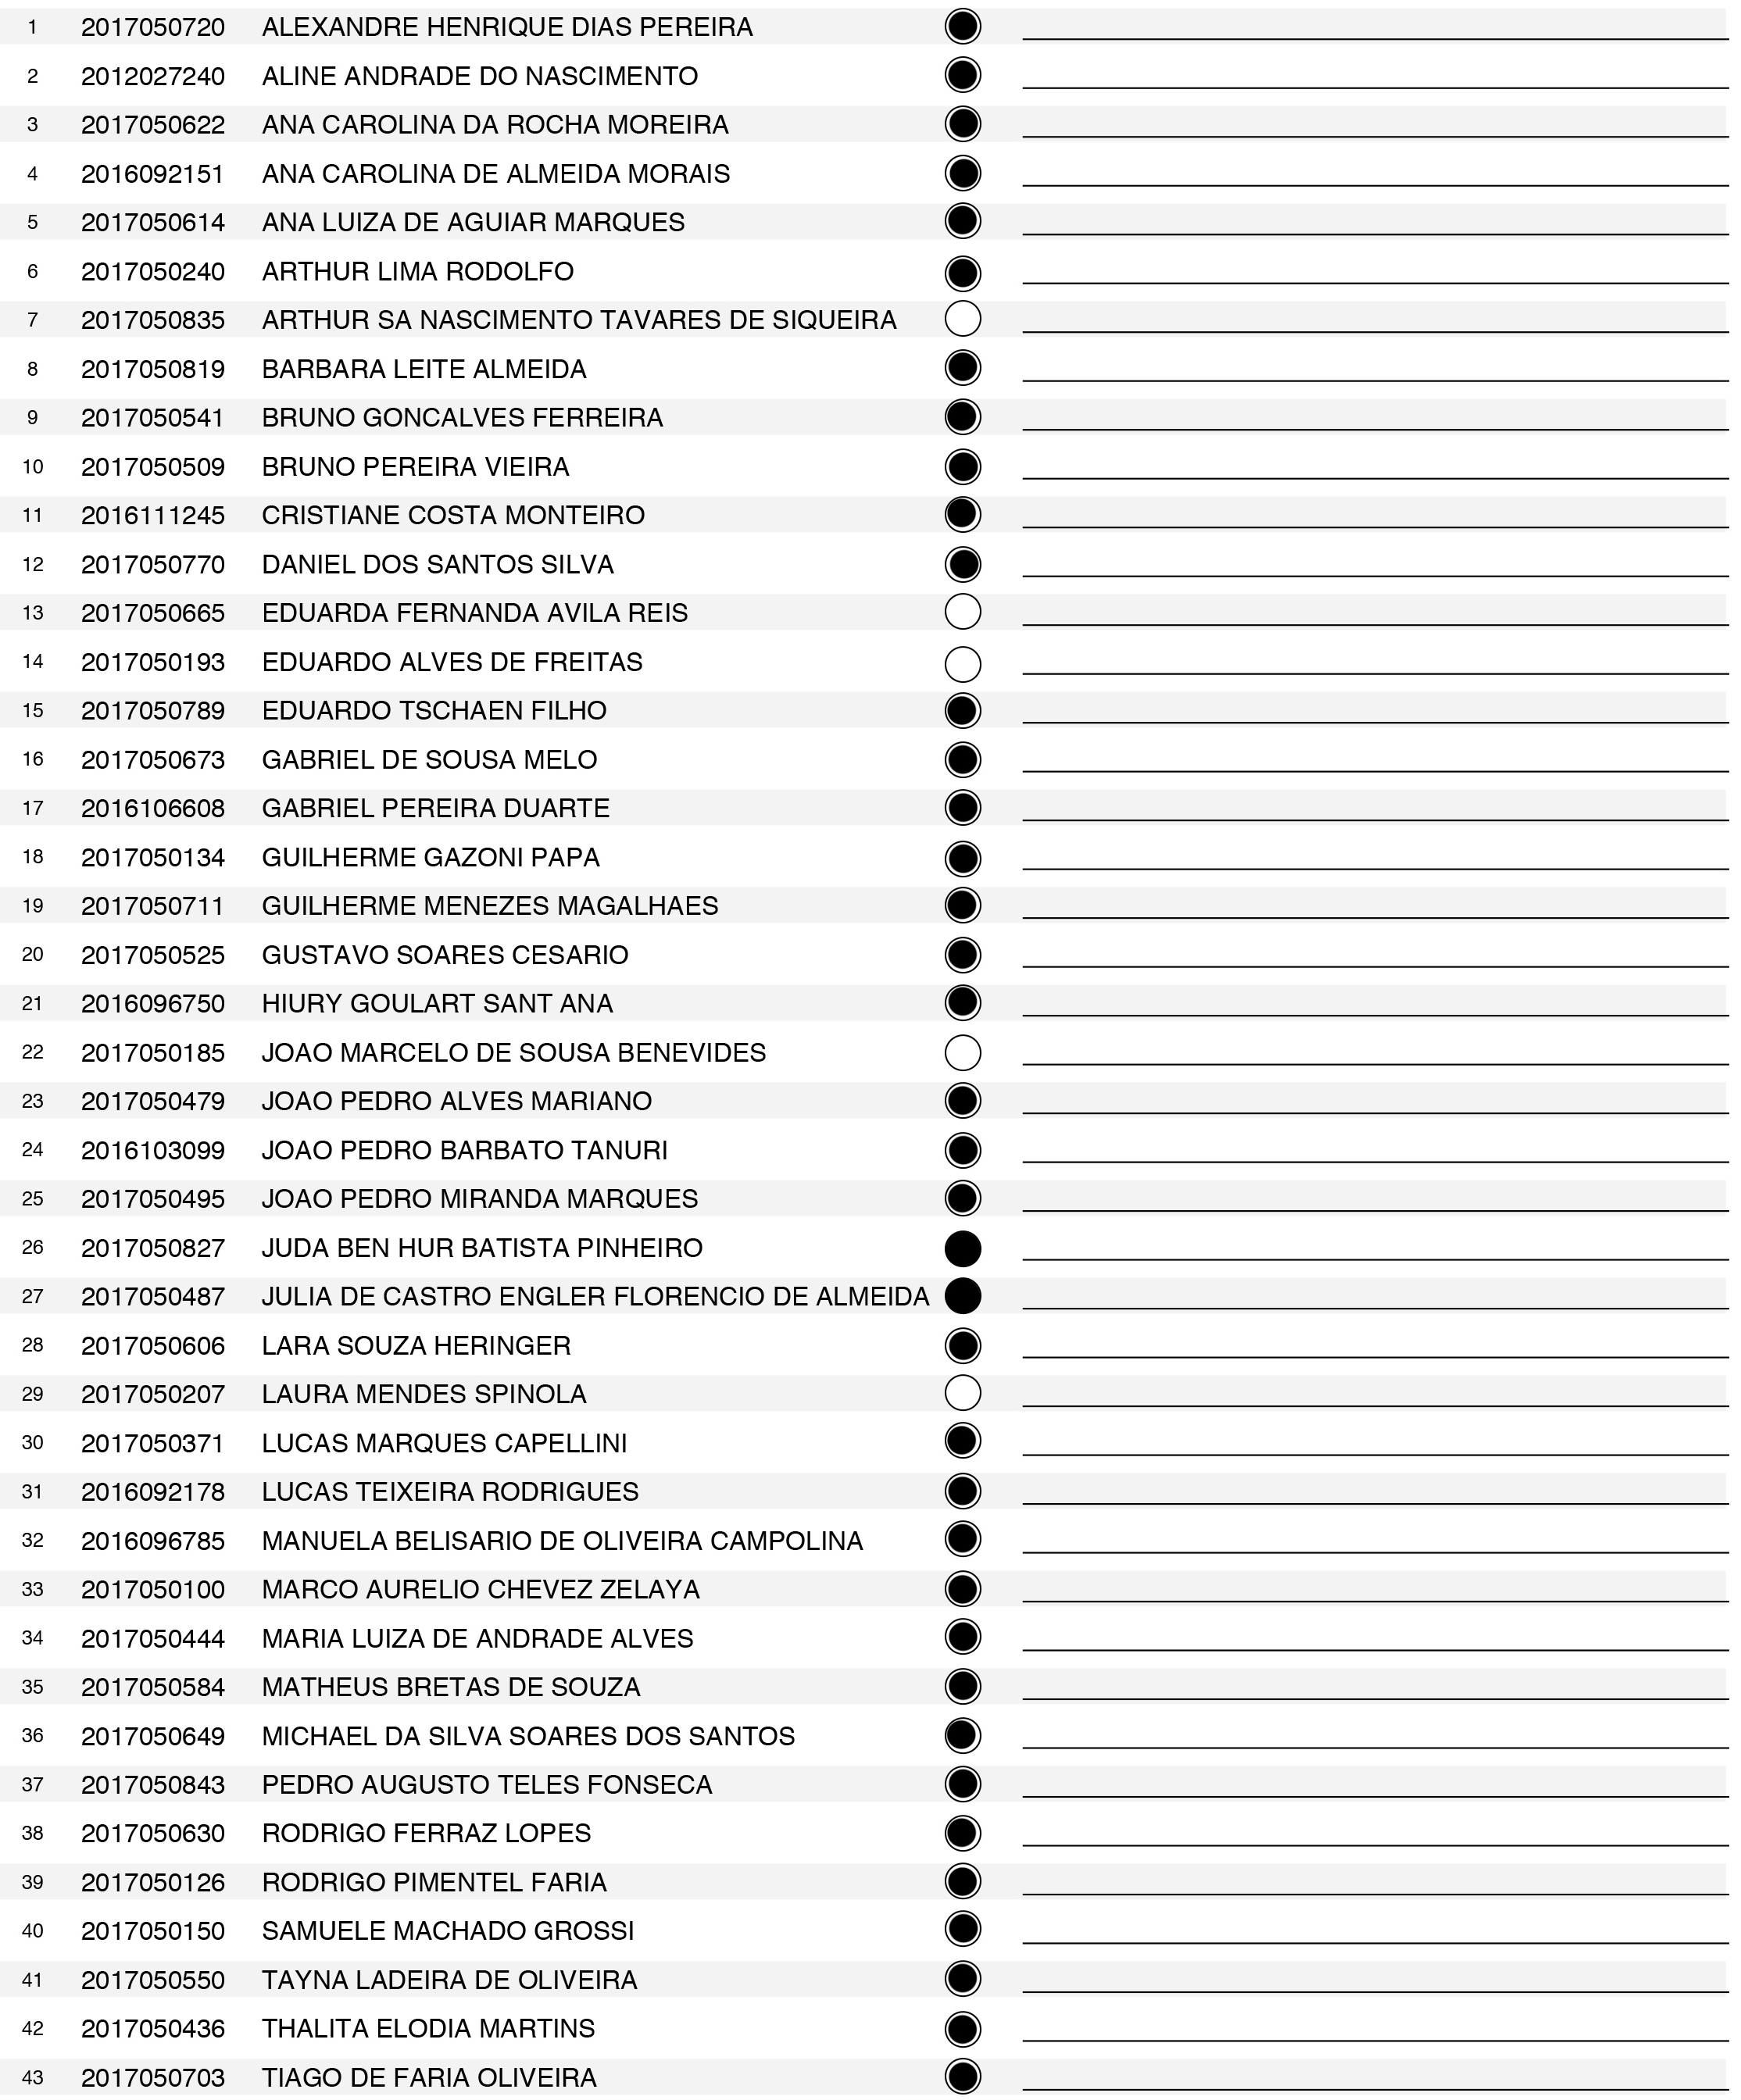 1 2017050720 ALEXANDRE HENRIQUE DIAS PEREIRA
2 2012027240 ALINE ANDRADE DO NASCIMENTO
3 2017050622 ANA CAROLINA DA ROCHA MOREIRA
4 2016092151 ANA CAROLINA DE ALMEIDA MORAIS
5 2017050614 ANA LUIZA DE AGUIAR MARQUES
6 2017050240 ARTHUR LIMA RODOLFO
7 2017050835 ARTHUR SA NASCIMENTO TAVARES DE SIQUEIRA
8 2017050819 BARBARA LEITE ALMEIDA
9 2017050541 BRUNO GONCALVES FERREIRA
10 2017050509 BRUNO PEREIRA VIEIRA
11 2016111245 CRISTIANE COSTA MONTEIRO
12 2017050770 DANIEL DOS SANTOS SILVA
13 2017050665 EDUARDA FERNANDA AVILA REIS
14 2017050193 EDUARDO ALVES DE FREITAS
15 2017050789 EDUARDO TSCHAEN FILHO
16 2017050673 GABRIEL DE SOUSA MELO
17 2016106608 GABRIEL PEREIRA DUARTE
18 2017050134 GUILHERME GAZONI PAPA
19 2017050711 GUILHERME MENEZES MAGALHAES
20 2017050525 GUSTAVO SOARES CESARIO
21 2016096750 HIURY GOULART SANT ANA
22 2017050185 JOAO MARCELO DE SOUSA BENEVIDES
23 2017050479 JOAO PEDRO ALVES MARIANO
24 2016103099 JOAO PEDRO BARBATO TANURI
25 2017050495 JOAO PEDRO MIRANDA MARQUES
26 2017050827 JUDA BEN HUR BATISTA PINHEIRO
27 2017050487 JULIA DE CASTRO ENGLER FLORENCIO DE ALMEIDA
28 2017050606 LARA SOUZA HERINGER
29 2017050207 LAURA MENDES SPINOLA
30 2017050371 LUCAS MARQUES CAPELLINI
31 2016092178 LUCAS TEIXEIRA RODRIGUES
32 2016096785 MANUELA BELISARIO DE OLIVEIRA CAMPOLINA
33 2017050100 MARCO AURELIO CHEVEZ ZELAYA
34 2017050444 MARIA LUIZA DE ANDRADE ALVES
35 2017050584 MATHEUS BRETAS DE SOUZA
36 2017050649 MICHAEL DA SILVA SOARES DOS SANTOS
37 2017050843 PEDRO AUGUSTO TELES FONSECA
38 2017050630 RODRIGO FERRAZ LOPES
39 2017050126 RODRIGO PIMENTEL FARIA
40 2017050150 SAMUELE MACHADO GROSSI
41 2017050550 TAYNA LADEIRA DE OLIVEIRA
42 2017050436 THALITA ELODIA MARTINS
43 2017050703 TIAGO DE FARIA OLIVEIRA